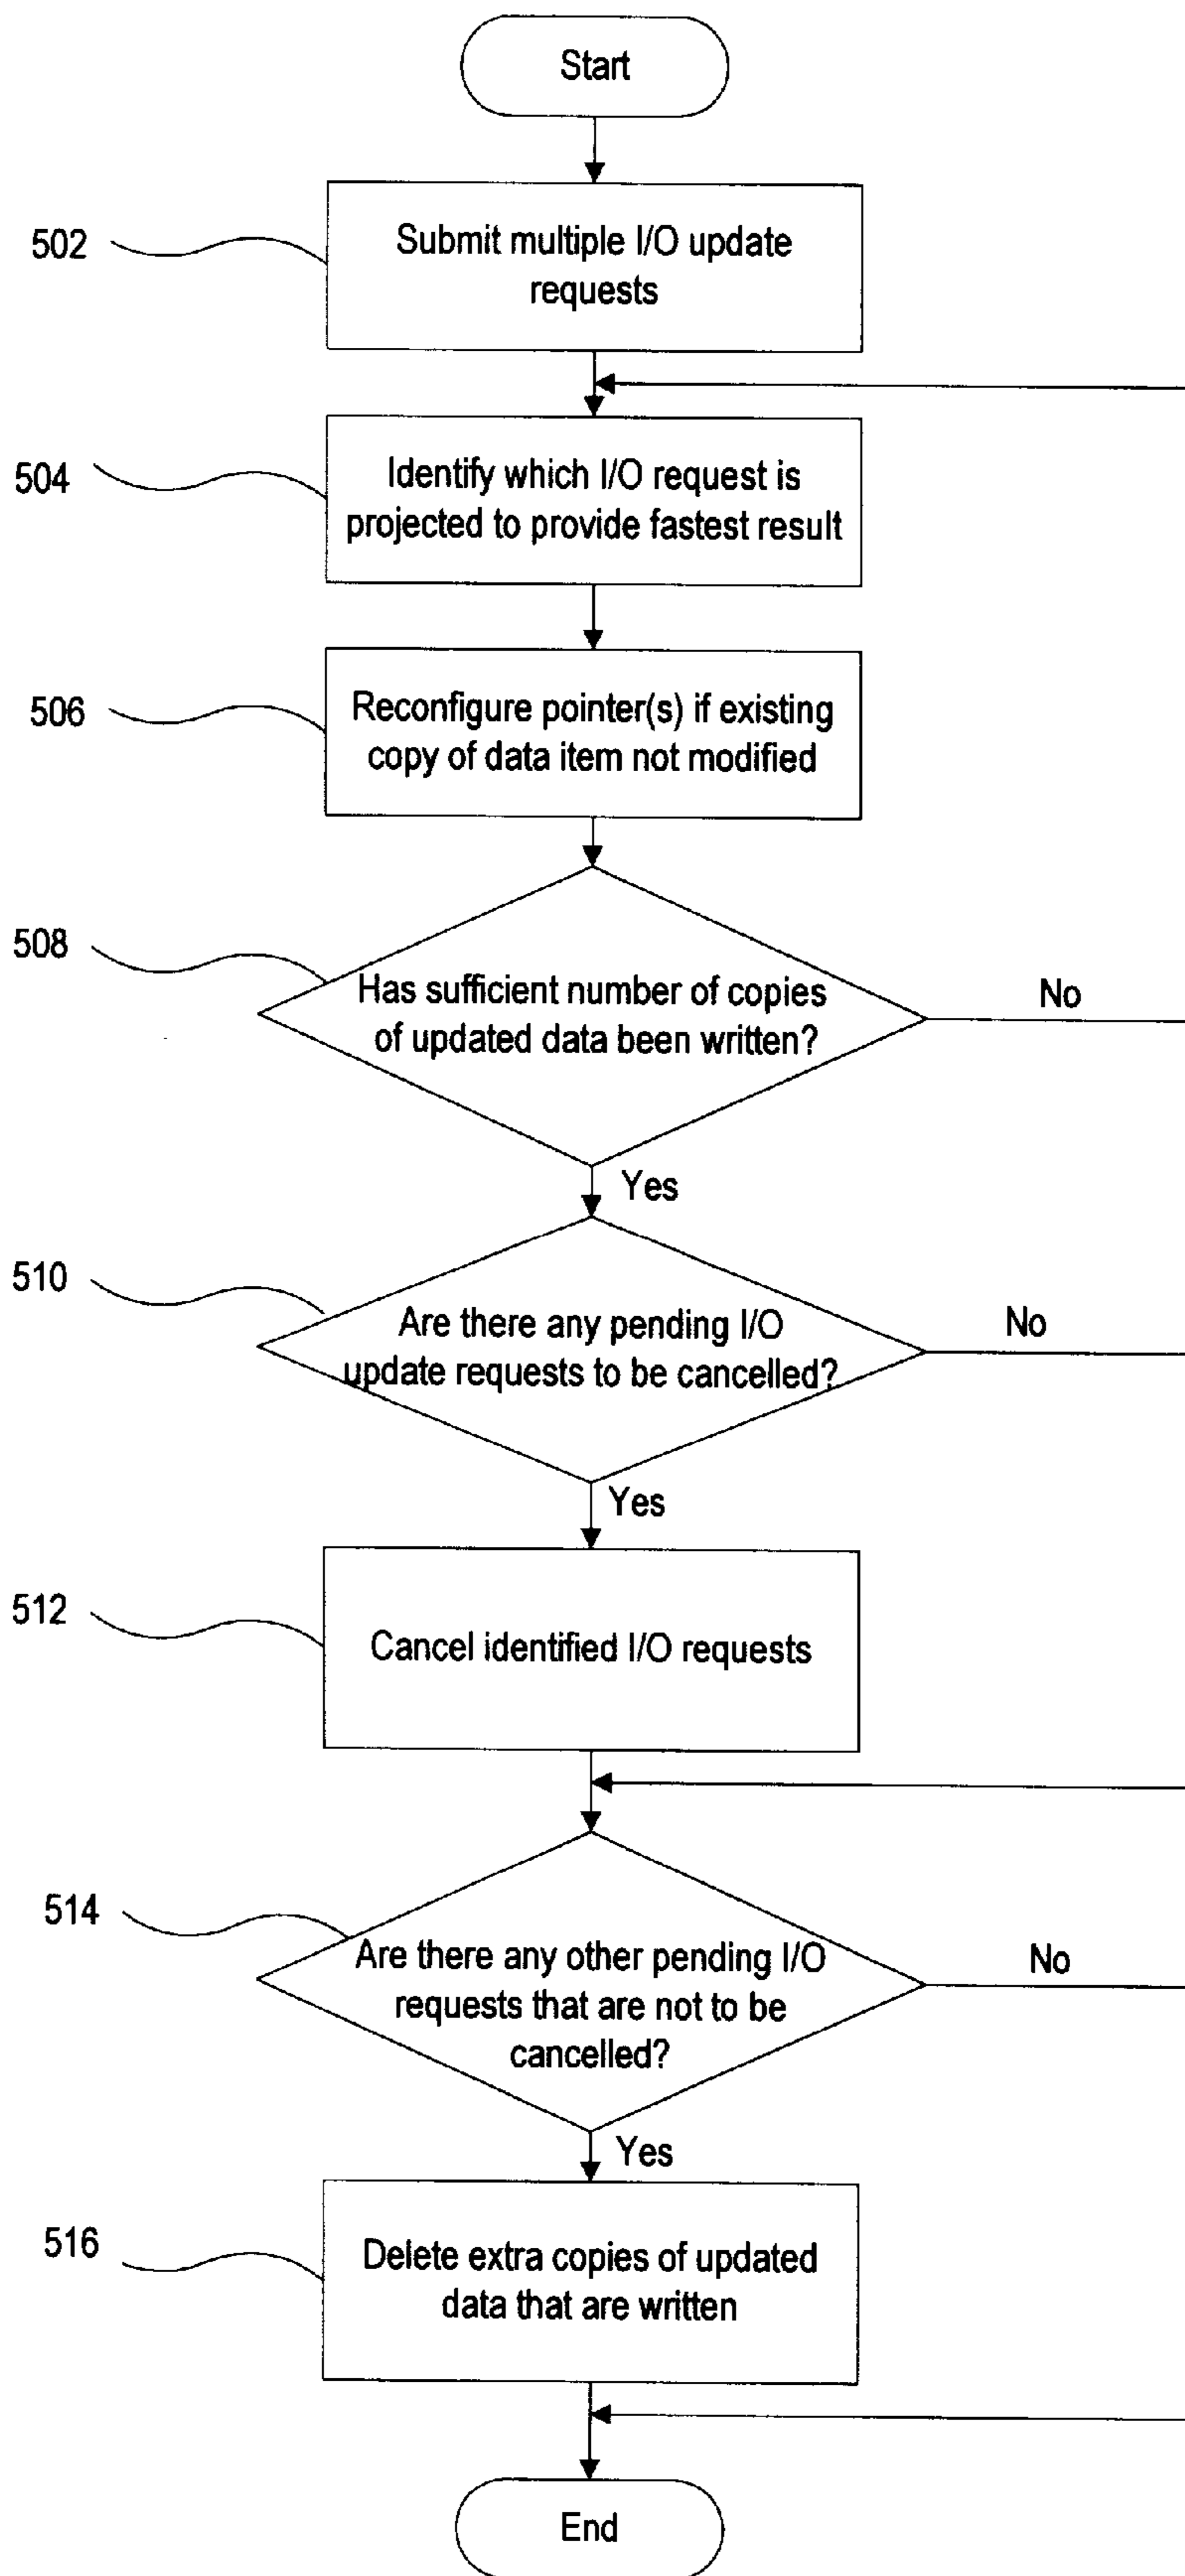 Start
502
Submit multiple I/O update
requests
504
Identify which I/O request is
projected to provide fastest result
506
Reconfigure pointer(s) if existing
copy of data item not modified
508
Has sufficient number of copies
of updated data been written?
No
Yes
510
Are there any pending I/O
update requests to be cancelled?
No
Yes
512
Cancel identified I/O requests
514
Are there any other pending I/O
requests that are not to be
cancelled?
No
Yes
516
Delete extra copies of updated
data that are written
End